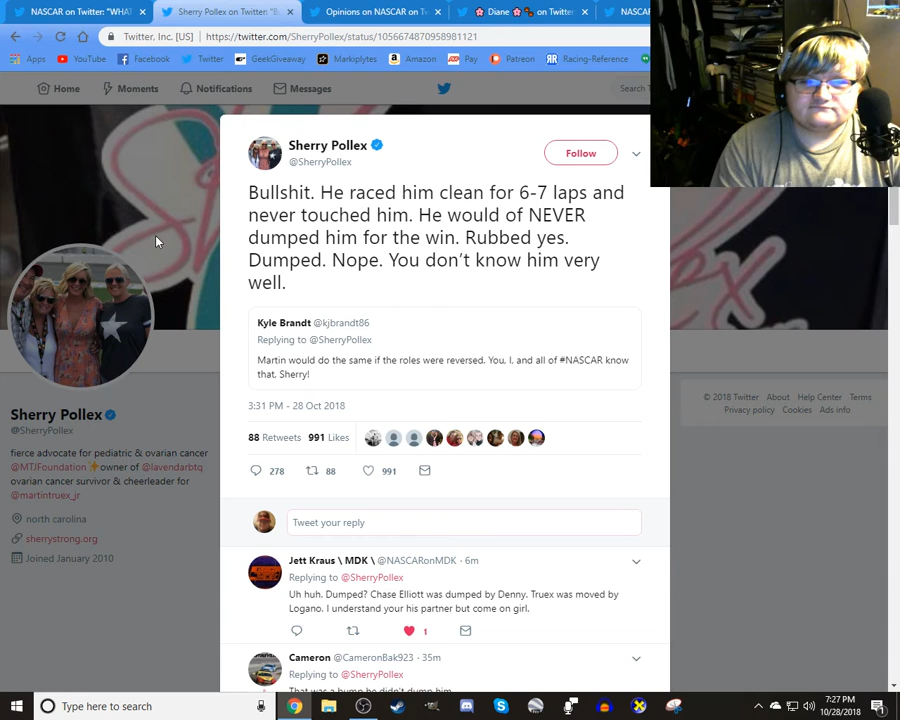 NASCAR on Twitter: "WHAT
Sherry Pollex on Twitter: "B
Opinions on NASCAR on Tw
🌸 Diane 🌸 on Twitter:
NASCAR
Twitter, Inc. [US] | https://twitter.com/SherryPollex/status/1056674870958981121
Apps YouTube Facebook Twitter GeekGiveaway Markiplytes Amazon Pay Patreon Racing-Reference
Home Moments Notifications Messages Search T
Sherry Pollex
@SherryPollex
Follow
Bullshit. He raced him clean for 6-7 laps and
never touched him. He would of NEVER
dumped him for the win. Rubbed yes.
Dumped. Nope. You don't know him very
well.
Kyle Brandt @kjbrandt86
Replying to @SherryPollex
Martin would do the same if the roles were reversed. You, I, and all of #NASCAR know
that, Sherry!
3:31 PM - 28 Oct 2018
88 Retweets 991 Likes
278 88 991
Tweet your reply
Jett Kraus \ MDK \ @NASCARonMDK · 6m
Replying to @SherryPollex
Uh huh. Dumped? Chase Elliott was dumped by Denny. Truex was moved by
Logano. I understand your his partner but come on girl.
1
Cameron @CameronBak923 · 35m
Replying to @SherryPollex
That was a bump he didn't dump him
Sherry Pollex
@SherryPollex
fierce advocate for pediatric & ovarian cancer
@MTJFoundation ✨owner of @lavendarbtq
ovarian cancer survivor & cheerleader for
@martintruex_jr
north carolina
sherrystrong.org
Joined January 2010
© 2018 Twitter About Help Center Terms
Privacy policy Cookies Ads info
Type here to search
7:27 PM
10/28/2018
1